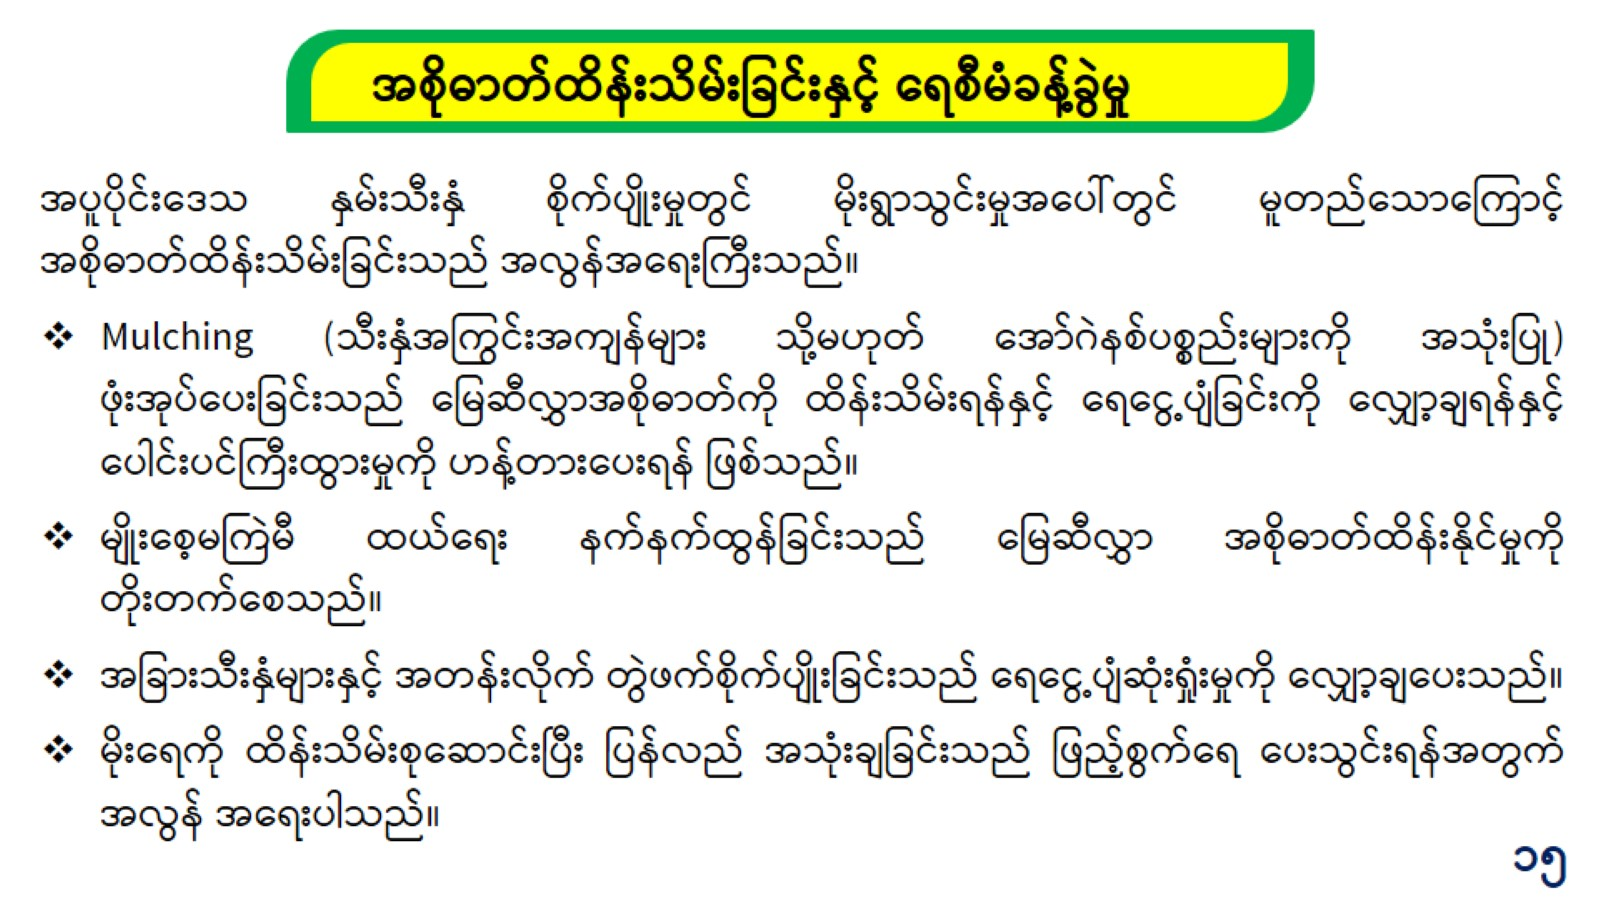 အစိုဓာတ်ထိန်းသိမ်းခြင်းနှင့် ရေစီမံခန့်ခွဲမှု
အပူပိုင်းဒေသ နှမ်းသီးနှံ စိုက်ပျိုးမှုတွင် မိုးရွာသွင်းမှုအပေါ်တွင် မူတည်သောကြောင့်
အစိုဓာတ်ထိန်းသိမ်းခြင်းသည် အလွန်အရေးကြီးသည်။
❖ Mulching (သီးနှံအကြွင်းအကျန်များ သို့မဟုတ် အော်ဂဲနစ်ပစ္စည်းများကို အသုံးပြု)
ဖုံးအုပ်ပေးခြင်းသည် မြေဆီလွှာအစိုဓာတ်ကို ထိန်းသိမ်းရန်နှင့် ရေငွေ့ပျံခြင်းကို လျှော့ချရန်နှင့်
ပေါင်းပင်ကြီးထွားမှုကို ဟန့်တားပေးရန် ဖြစ်သည်။
❖ မျိုးစေ့မကြဲမီ ထယ်ရေး နက်နက်ထွန်ခြင်းသည် မြေဆီလွှာ အစိုဓာတ်ထိန်းနိုင်မှုကို
တိုးတက်စေသည်။
❖ အခြားသီးနှံများနှင့် အတန်းလိုက် တွဲဖက်စိုက်ပျိုးခြင်းသည် ရေငွေ့ပျံဆုံးရှုံးမှုကို လျှော့ချပေးသည်။
❖ မိုးရေကို ထိန်းသိမ်းစုဆောင်းပြီး ပြန်လည် အသုံးချခြင်းသည် ဖြည့်စွက်ရေ ပေးသွင်းရန်အတွက်
အလွန် အရေးပါသည်။
၁၅